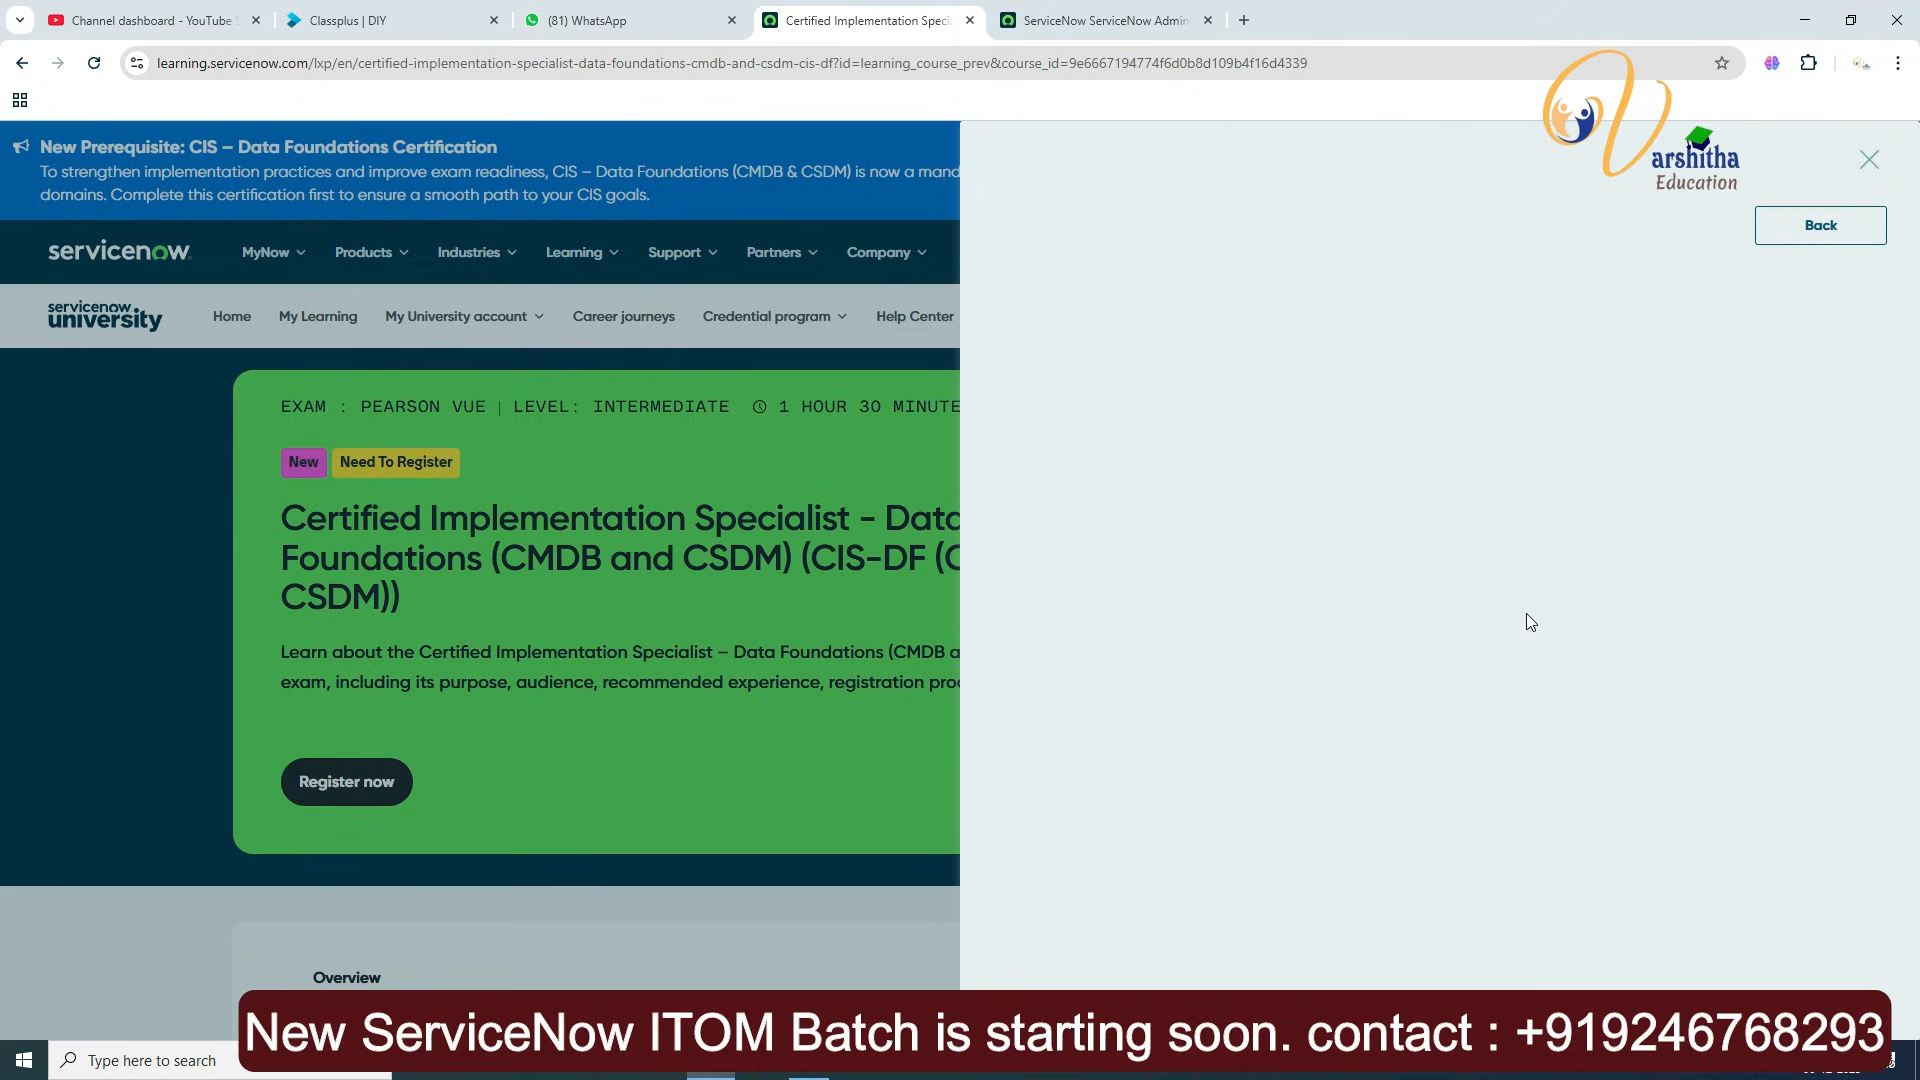 Channel dashboard - YouTube S
Classplus | DIY
(81) WhatsApp
Certified Implementation Specia
ServiceNow ServiceNow Admin
learning.servicenow.com/lxp/en/certified-implementation-specialist-data-foundations-cmdb-and-csdm-cis-df?id=learning_course_prev&course_id=9e6667194774f6d0b8d109b4f16d4339
Varshitha
Education
New Prerequisite: CIS – Data Foundations Certification
To strengthen implementation practices and improve exam readiness, CIS – Data Foundations (CMDB & CSDM) is now a mand
domains. Complete this certification first to ensure a smooth path to your CIS goals.
Back
servicenow
MyNow
Products
Industries
Learning
Support
Partners
Company
servicenow
university
Home
My Learning
My University account
Career journeys
Credential program
Help Center
EXAM : PEARSON VUE | LEVEL: INTERMEDIATE
1 HOUR 30 MINUTE
New
Need To Register
Certified Implementation Specialist - Data
Foundations (CMDB and CSDM) (CIS-DF (C
CSDM))
Learn about the Certified Implementation Specialist – Data Foundations (CMDB a
exam, including its purpose, audience, recommended experience, registration pro
Register now
Overview
New ServiceNow ITOM Batch is starting soon. contact : +919246768293
Type here to search